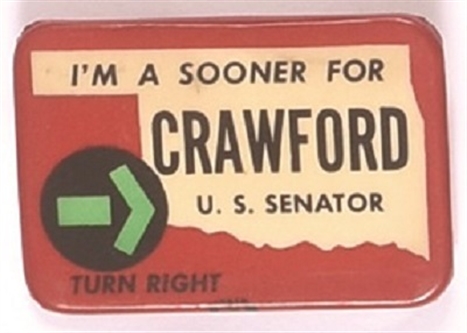 I'M A SOONER FOR
CRAWFORD
U. S. SENATOR
TURN RIGHT